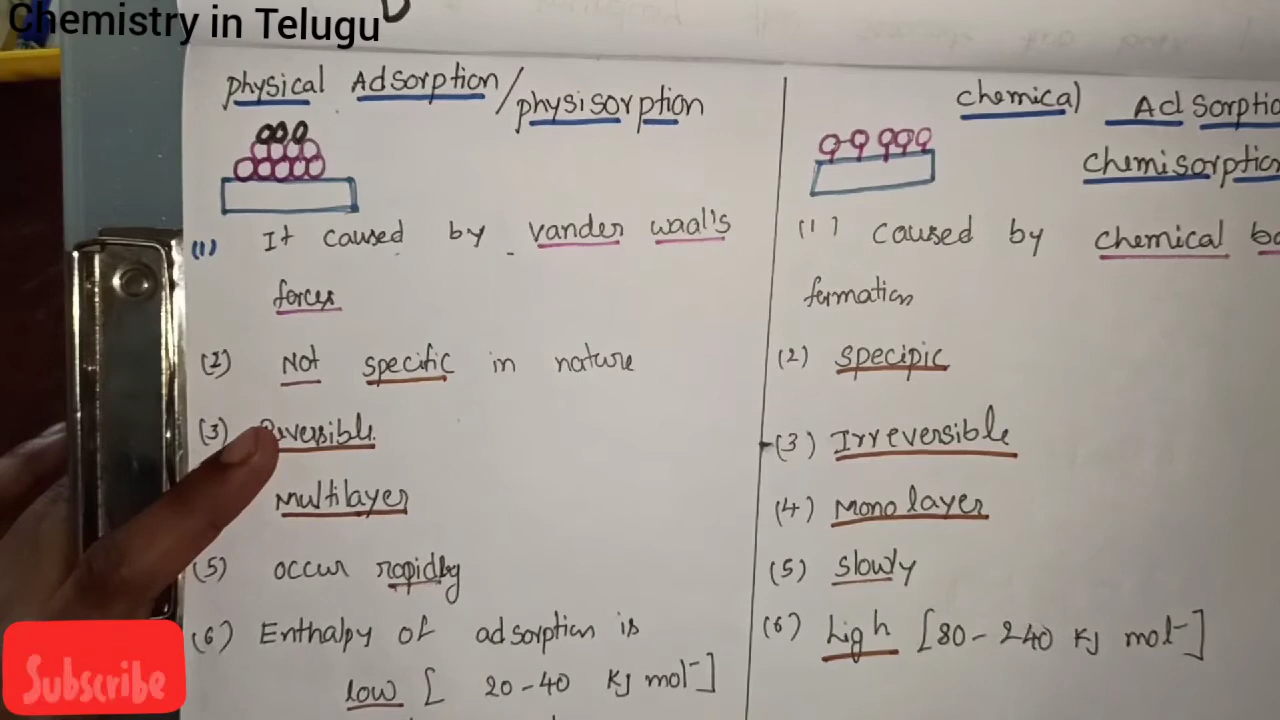 Chemistry in Telugu
physical Adsorption/physisorption
(1) It caused by vander waal's
forces
(2) Not specific in nature
(3) Reversible
Multilayer
(5) occur rapidly
(6) Enthalpy of adsorption is
low [ 20-40 KJ mol-]
chemical Adsorptio
chemisorption
(1) caused by chemical bo
formation
(2) specipic
(3) Irreversible
(4) Mono layer
(5) slowly
(6) high [80-240 KJ mol-]
Subscribe